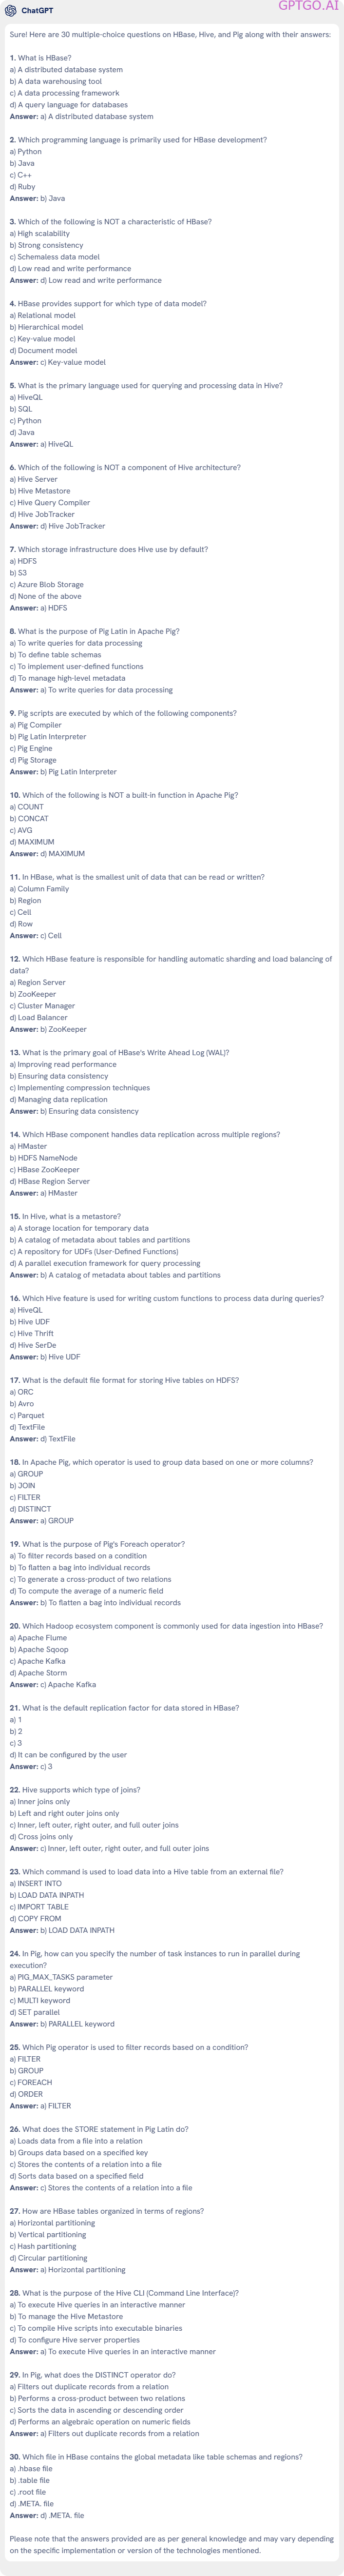 ChatGPT
GPTGO.AI
Sure! Here are 30 multiple-choice questions on HBase, Hive, and Pig along with their answers:
1. What is HBase?
a) A distributed database system
b) A data warehousing tool
c) A data processing framework
d) A query language for databases
Answer: a) A distributed database system
2. Which programming language is primarily used for HBase development?
a) Python
b) Java
c) C++
d) Ruby
Answer: b) Java
3. Which of the following is NOT a characteristic of HBase?
a) High scalability
b) Strong consistency
c) Schemaless data model
d) Low read and write performance
Answer: d) Low read and write performance
4. HBase provides support for which type of data model?
a) Relational model
b) Hierarchical model
c) Key-value model
d) Document model
Answer: c) Key-value model
5. What is the primary language used for querying and processing data in Hive?
a) HiveQL
b) SQL
c) Python
d) Java
Answer: a) HiveQL
6. Which of the following is NOT a component of Hive architecture?
a) Hive Server
b) Hive Metastore
c) Hive Query Compiler
d) Hive JobTracker
Answer: d) Hive JobTracker
7. Which storage infrastructure does Hive use by default?
a) HDFS
b) S3
c) Azure Blob Storage
d) None of the above
Answer: a) HDFS
8. What is the purpose of Pig Latin in Apache Pig?
a) To write queries for data processing
b) To define table schemas
c) To implement user-defined functions
d) To manage high-level metadata
Answer: a) To write queries for data processing
9. Pig scripts are executed by which of the following components?
a) Pig Compiler
b) Pig Latin Interpreter
c) Pig Engine
d) Pig Storage
Answer: b) Pig Latin Interpreter
10. Which of the following is NOT a built-in function in Apache Pig?
a) COUNT
b) CONCAT
c) AVG
d) MAXIMUM
Answer: d) MAXIMUM
11. In HBase, what is the smallest unit of data that can be read or written?
a) Column Family
b) Region
c) Cell
d) Row
Answer: c) Cell
12. Which HBase feature is responsible for handling automatic sharding and load balancing of
data?
a) Region Server
b) ZooKeeper
c) Cluster Manager
d) Load Balancer
Answer: b) ZooKeeper
13. What is the primary goal of HBase's Write Ahead Log (WAL)?
a) Improving read performance
b) Ensuring data consistency
c) Implementing compression techniques
d) Managing data replication
Answer: b) Ensuring data consistency
14. Which HBase component handles data replication across multiple regions?
a) HMaster
b) HDFS NameNode
c) HBase ZooKeeper
d) HBase Region Server
Answer: a) HMaster
15. In Hive, what is a metastore?
a) A storage location for temporary data
b) A catalog of metadata about tables and partitions
c) A repository for UDFs (User-Defined Functions)
d) A parallel execution framework for query processing
Answer: b) A catalog of metadata about tables and partitions
16. Which Hive feature is used for writing custom functions to process data during queries?
a) HiveQL
b) Hive UDF
c) Hive Thrift
d) Hive SerDe
Answer: b) Hive UDF
17. What is the default file format for storing Hive tables on HDFS?
a) ORC
b) Avro
c) Parquet
d) TextFile
Answer: d) TextFile
18. In Apache Pig, which operator is used to group data based on one or more columns?
a) GROUP
b) JOIN
c) FILTER
d) DISTINCT
Answer: a) GROUP
19. What is the purpose of Pig's Foreach operator?
a) To filter records based on a condition
b) To flatten a bag into individual records
c) To generate a cross-product of two relations
d) To compute the average of a numeric field
Answer: b) To flatten a bag into individual records
20. Which Hadoop ecosystem component is commonly used for data ingestion into HBase?
a) Apache Flume
b) Apache Sqoop
c) Apache Kafka
d) Apache Storm
Answer: c) Apache Kafka
21. What is the default replication factor for data stored in HBase?
a) 1
b) 2
c) 3
d) It can be configured by the user
Answer: c) 3
22. Hive supports which type of joins?
a) Inner joins only
b) Left and right outer joins only
c) Inner, left outer, right outer, and full outer joins
d) Cross joins only
Answer: c) Inner, left outer, right outer, and full outer joins
23. Which command is used to load data into a Hive table from an external file?
a) INSERT INTO
b) LOAD DATA INPATH
c) IMPORT TABLE
d) COPY FROM
Answer: b) LOAD DATA INPATH
24. In Pig, how can you specify the number of task instances to run in parallel during
execution?
a) PIG_MAX_TASKS parameter
b) PARALLEL keyword
c) MULTI keyword
d) SET parallel
Answer: b) PARALLEL keyword
25. Which Pig operator is used to filter records based on a condition?
a) FILTER
b) GROUP
c) FOREACH
d) ORDER
Answer: a) FILTER
26. What does the STORE statement in Pig Latin do?
a) Loads data from a file into a relation
b) Groups data based on a specified key
c) Stores the contents of a relation into a file
d) Sorts data based on a specified field
Answer: c) Stores the contents of a relation into a file
27. How are HBase tables organized in terms of regions?
a) Horizontal partitioning
b) Vertical partitioning
c) Hash partitioning
d) Circular partitioning
Answer: a) Horizontal partitioning
28. What is the purpose of the Hive CLI (Command Line Interface)?
a) To execute Hive queries in an interactive manner
b) To manage the Hive Metastore
c) To compile Hive scripts into executable binaries
d) To configure Hive server properties
Answer: a) To execute Hive queries in an interactive manner
29. In Pig, what does the DISTINCT operator do?
a) Filters out duplicate records from a relation
b) Performs a cross-product between two relations
c) Sorts the data in ascending or descending order
d) Performs an algebraic operation on numeric fields
Answer: a) Filters out duplicate records from a relation
30. Which file in HBase contains the global metadata like table schemas and regions?
a) .hbase file
b) .table file
c) .root file
d) .META. file
Answer: d) .META. file
Please note that the answers provided are as per general knowledge and may vary depending
on the specific implementation or version of the technologies mentioned.